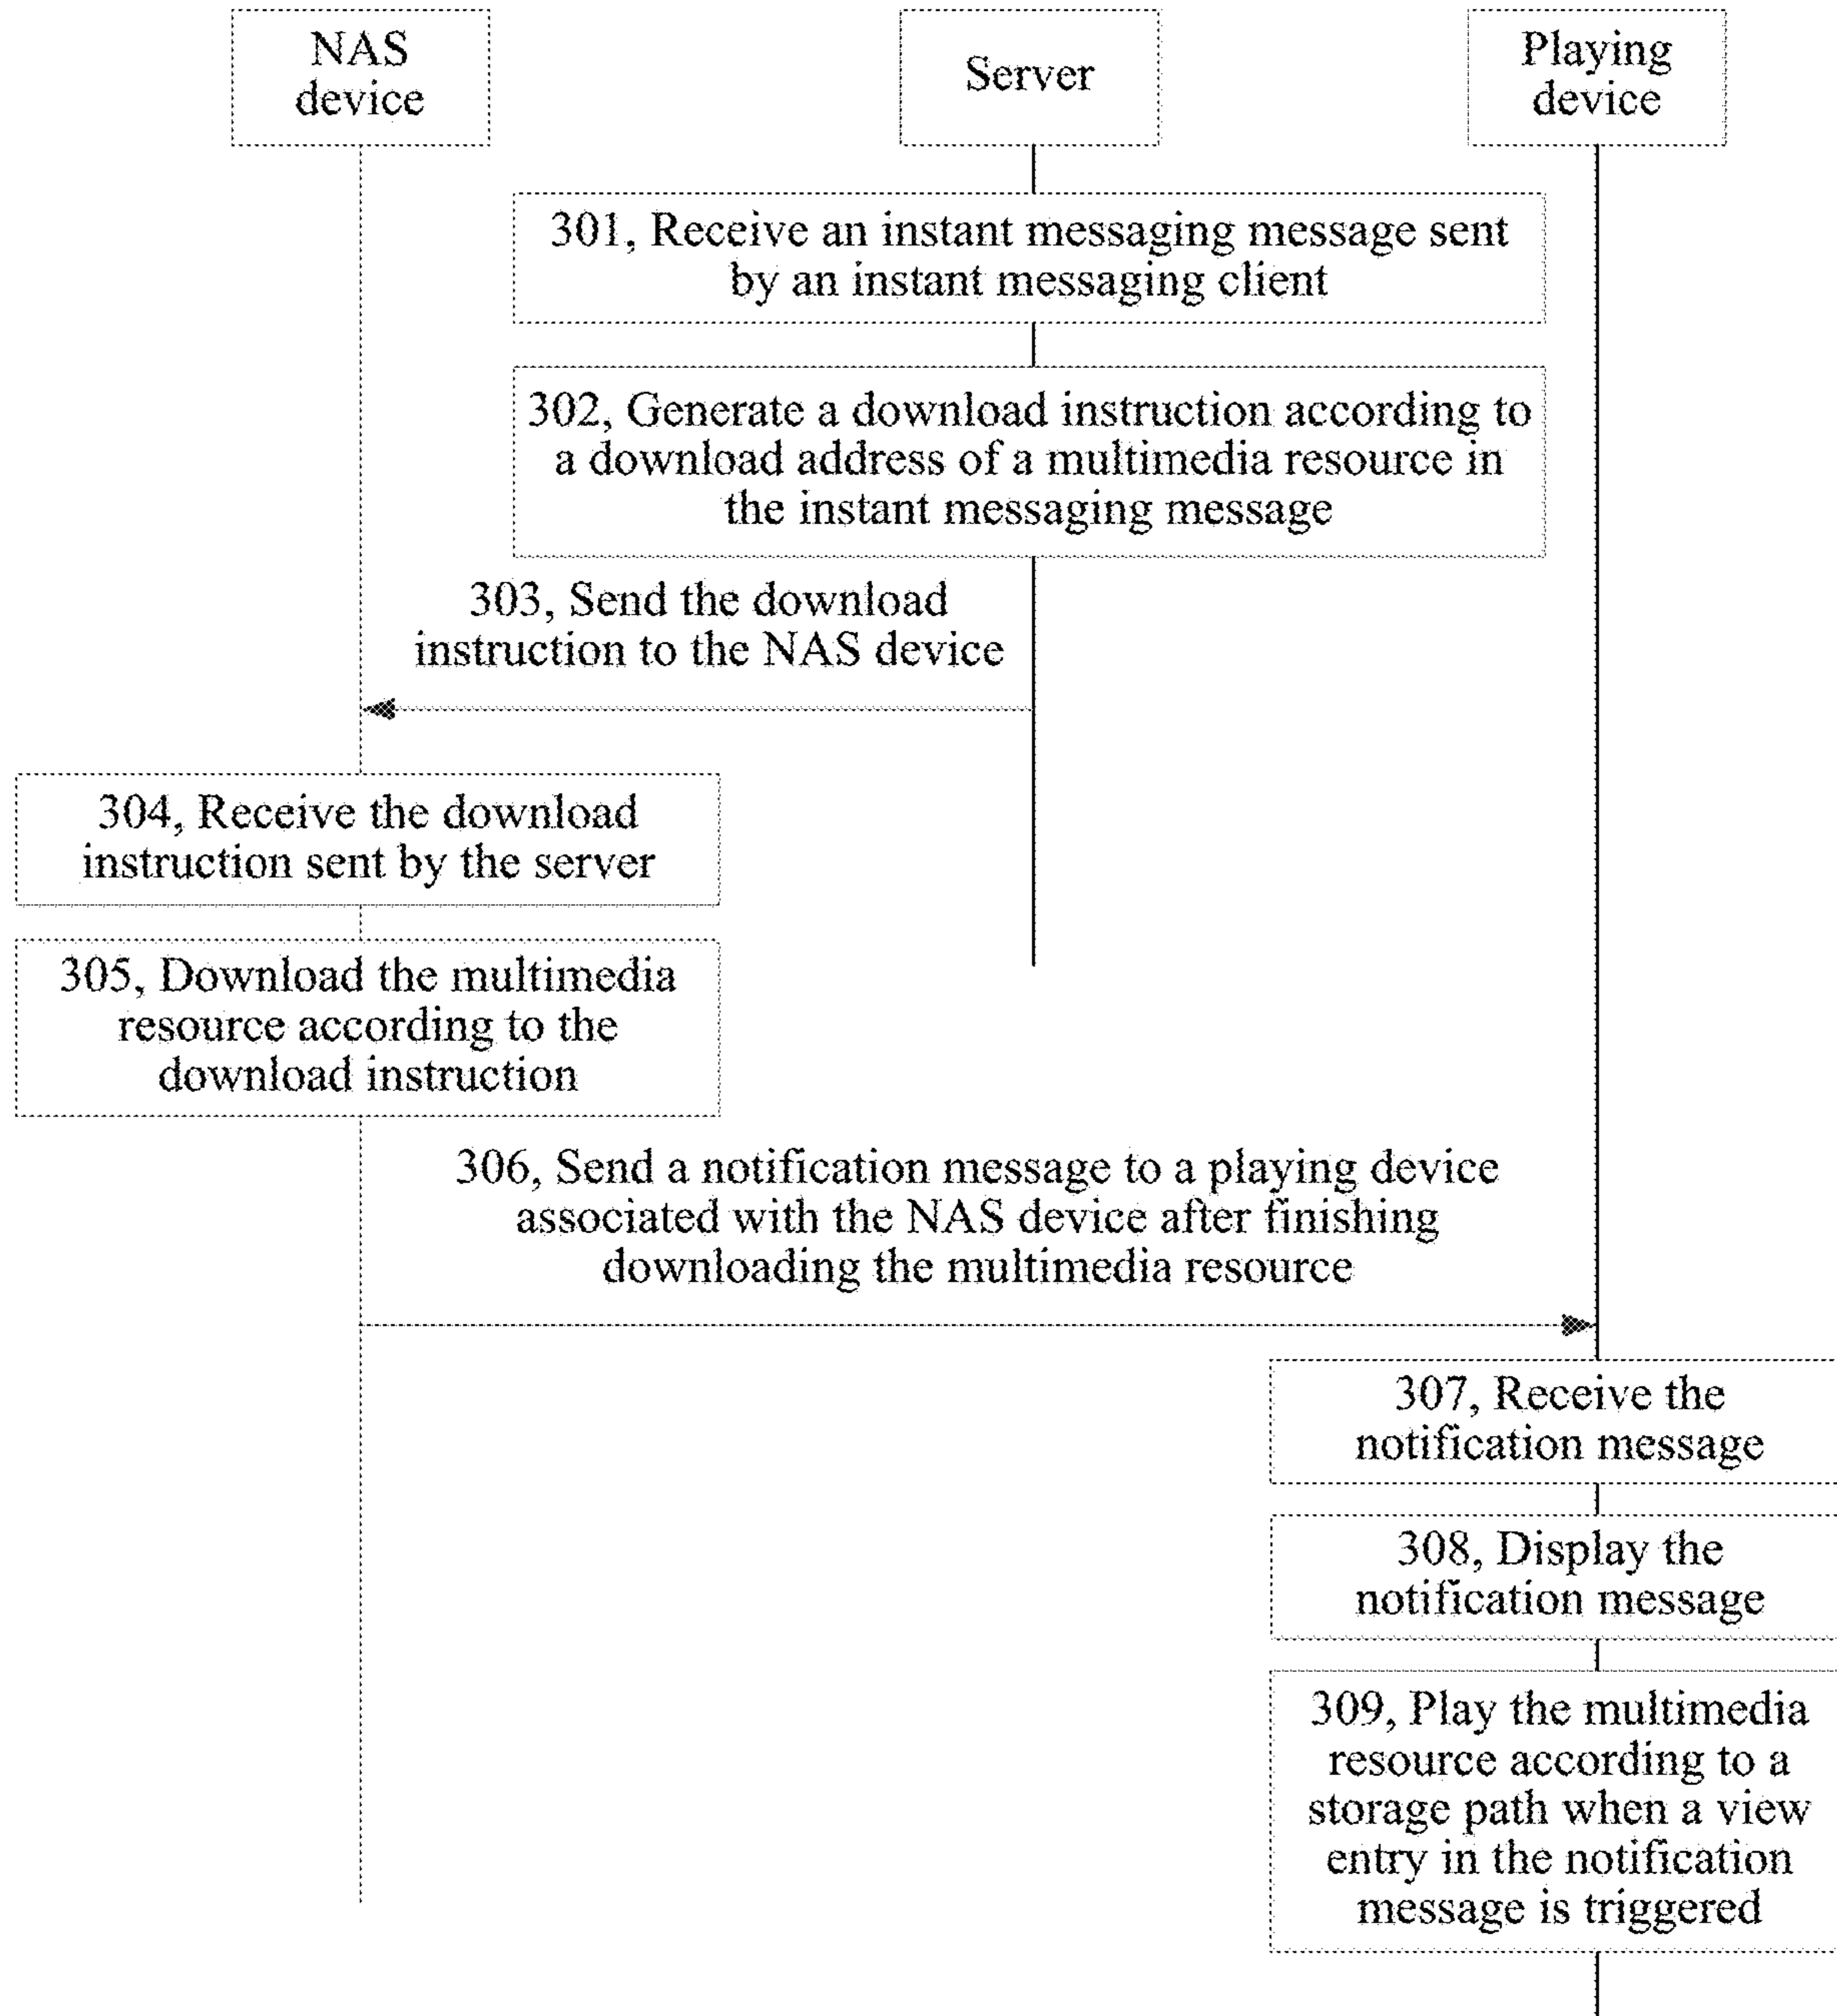 NAS
device
Server
Playing
device
301, Receive an instant messaging message sent
by an instant messaging client
302, Generate a download instruction according to
a download address of a multimedia resource in
the instant messaging message
303, Send the download
instruction to the NAS device
304, Receive the download
instruction sent by the server
305, Download the multimedia
resource according to the
download instruction
306, Send a notification message to a playing device
associated with the NAS device after finishing
downloading the multimedia resource
307, Receive the
notification message
308, Display the
notification message
309, Play the multimedia
resource according to a
storage path when a view
entry in the notification
message is triggered